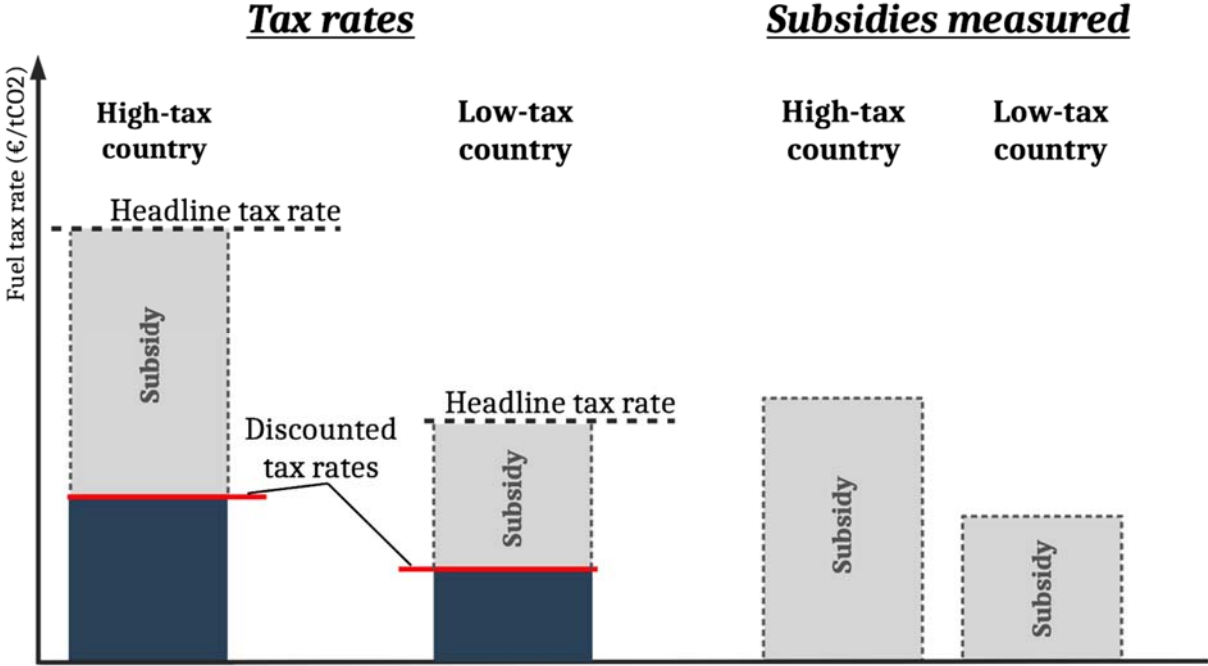 Tax rates
Subsidies measured
Fuel tax rate (€/tCO2)
High-tax
country
Low-tax
country
High-tax
country
Low-tax
country
Headline tax rate
Subsidy
Discounted
tax rates
Headline tax rate
Subsidy
Subsidy
Subsidy